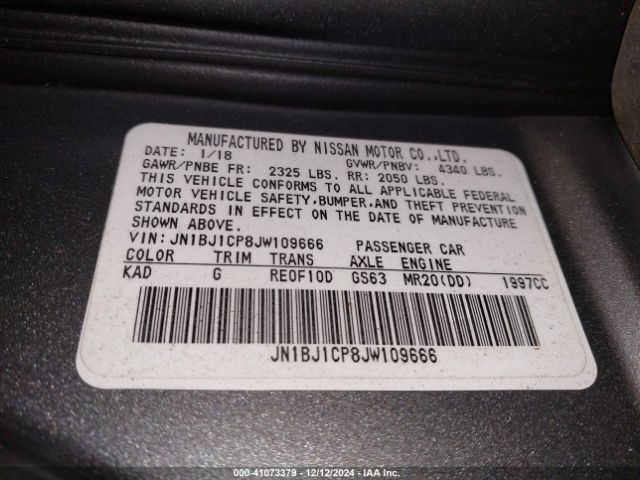 MANUFACTURED BY NISSAN MOTOR CO.,LTD.
DATE: 1/18 GVWR/PNBV: 4340 LBS.
GAWR/PNBE FR: 2325 LBS. RR: 2050 LBS.
THIS VEHICLE CONFORMS TO ALL APPLICABLE FEDERAL
MOTOR VEHICLE SAFETY, BUMPER, AND THEFT PREVENTION
STANDARDS IN EFFECT ON THE DATE OF MANUFACTURE
SHOWN ABOVE.
VIN: JN1BJ1CP8JW109666 PASSENGER CAR
COLOR TRIM TRANS AXLE ENGINE
KAD G RE0F10D GS63 MR20(DD) 1997CC
JN1BJ1CP8JW109666
000-41073379 - 12/12/2024 - IAA Inc.